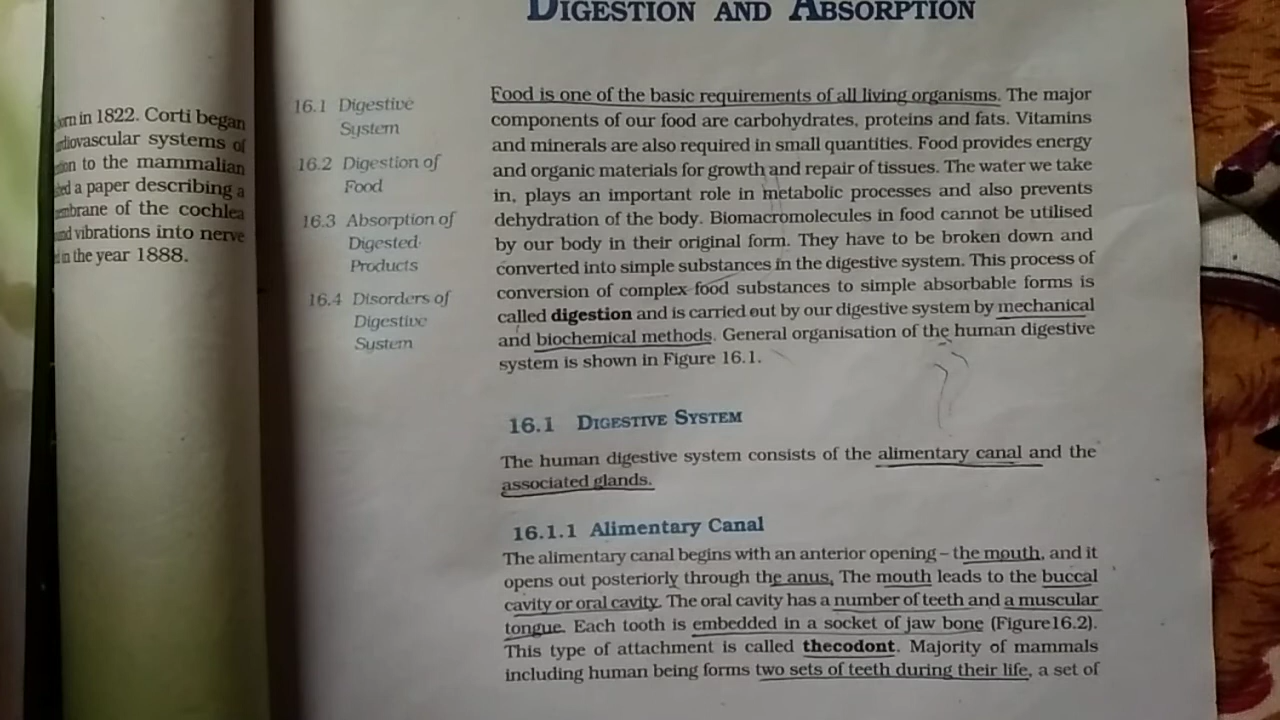 DIGESTION AND ABSORPTION
in 1822. Corti began
systems of
to the mammalian
a paper describing a
of the cochlea
vibrations into nerve
in the year 1888.
16.1 Digestive
System
16.2 Digestion of
Food
16.3 Absorption of
Digested
Products
16.4 Disorders of
Digestive
System
Food is one of the basic requirements of all living organisms. The major
components of our food are carbohydrates, proteins and fats. Vitamins
and minerals are also required in small quantities. Food provides energy
and organic materials for growth and repair of tissues. The water we take
in, plays an important role in metabolic processes and also prevents
dehydration of the body. Biomacromolecules in food cannot be utilised
by our body in their original form. They have to be broken down and
converted into simple substances in the digestive system. This process of
conversion of complex food substances to simple absorbable forms is
called digestion and is carried out by our digestive system by mechanical
and biochemical methods. General organisation of the human digestive
system is shown in Figure 16.1.
16.1 DIGESTIVE SYSTEM
The human digestive system consists of the alimentary canal and the
associated glands.
16.1.1 Alimentary Canal
The alimentary canal begins with an anterior opening – the mouth, and it
opens out posteriorly through the anus. The mouth leads to the buccal
cavity or oral cavity. The oral cavity has a number of teeth and a muscular
tongue. Each tooth is embedded in a socket of jaw bone (Figure16.2).
This type of attachment is called thecodont. Majority of mammals
including human being forms two sets of teeth during their life, a set of